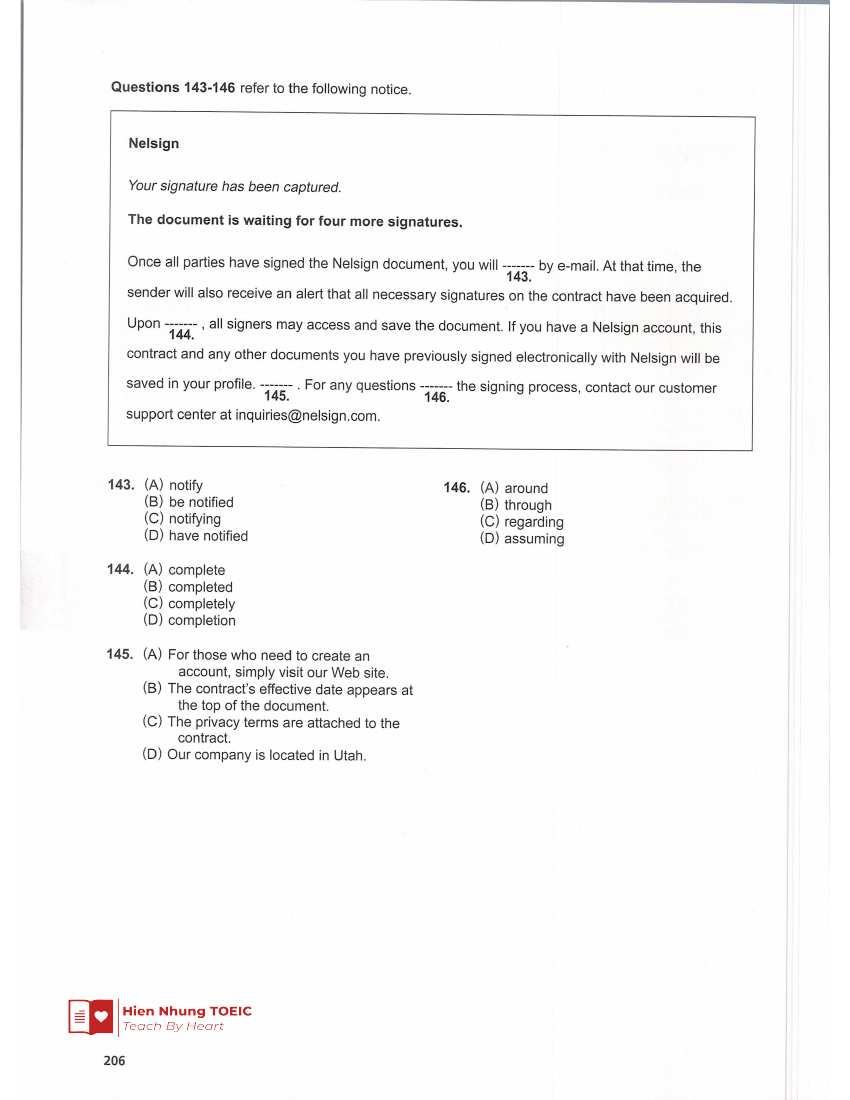 Questions 143-146 refer to the following notice.
Nelsign
Your signature has been captured.
The document is waiting for four more signatures.
Once all parties have signed the Nelsign document, you will ------- by e-mail. At that time, the
143.
sender will also receive an alert that all necessary signatures on the contract have been acquired.
Upon ------- , all signers may access and save the document. If you have a Nelsign account, this
144.
contract and any other documents you have previously signed electronically with Nelsign will be
saved in your profile. ------- . For any questions ------- the signing process, contact our customer
145. 146.
support center at inquiries@nelsign.com.
143. (A) notify
(B) be notified
(C) notifying
(D) have notified
144. (A) complete
(B) completed
(C) completely
(D) completion
145. (A) For those who need to create an
account, simply visit our Web site.
(B) The contract's effective date appears at
the top of the document.
(C) The privacy terms are attached to the
contract.
(D) Our company is located in Utah.
146. (A) around
(B) through
(C) regarding
(D) assuming
Hien Nhung TOEIC
Teach By Heart
206